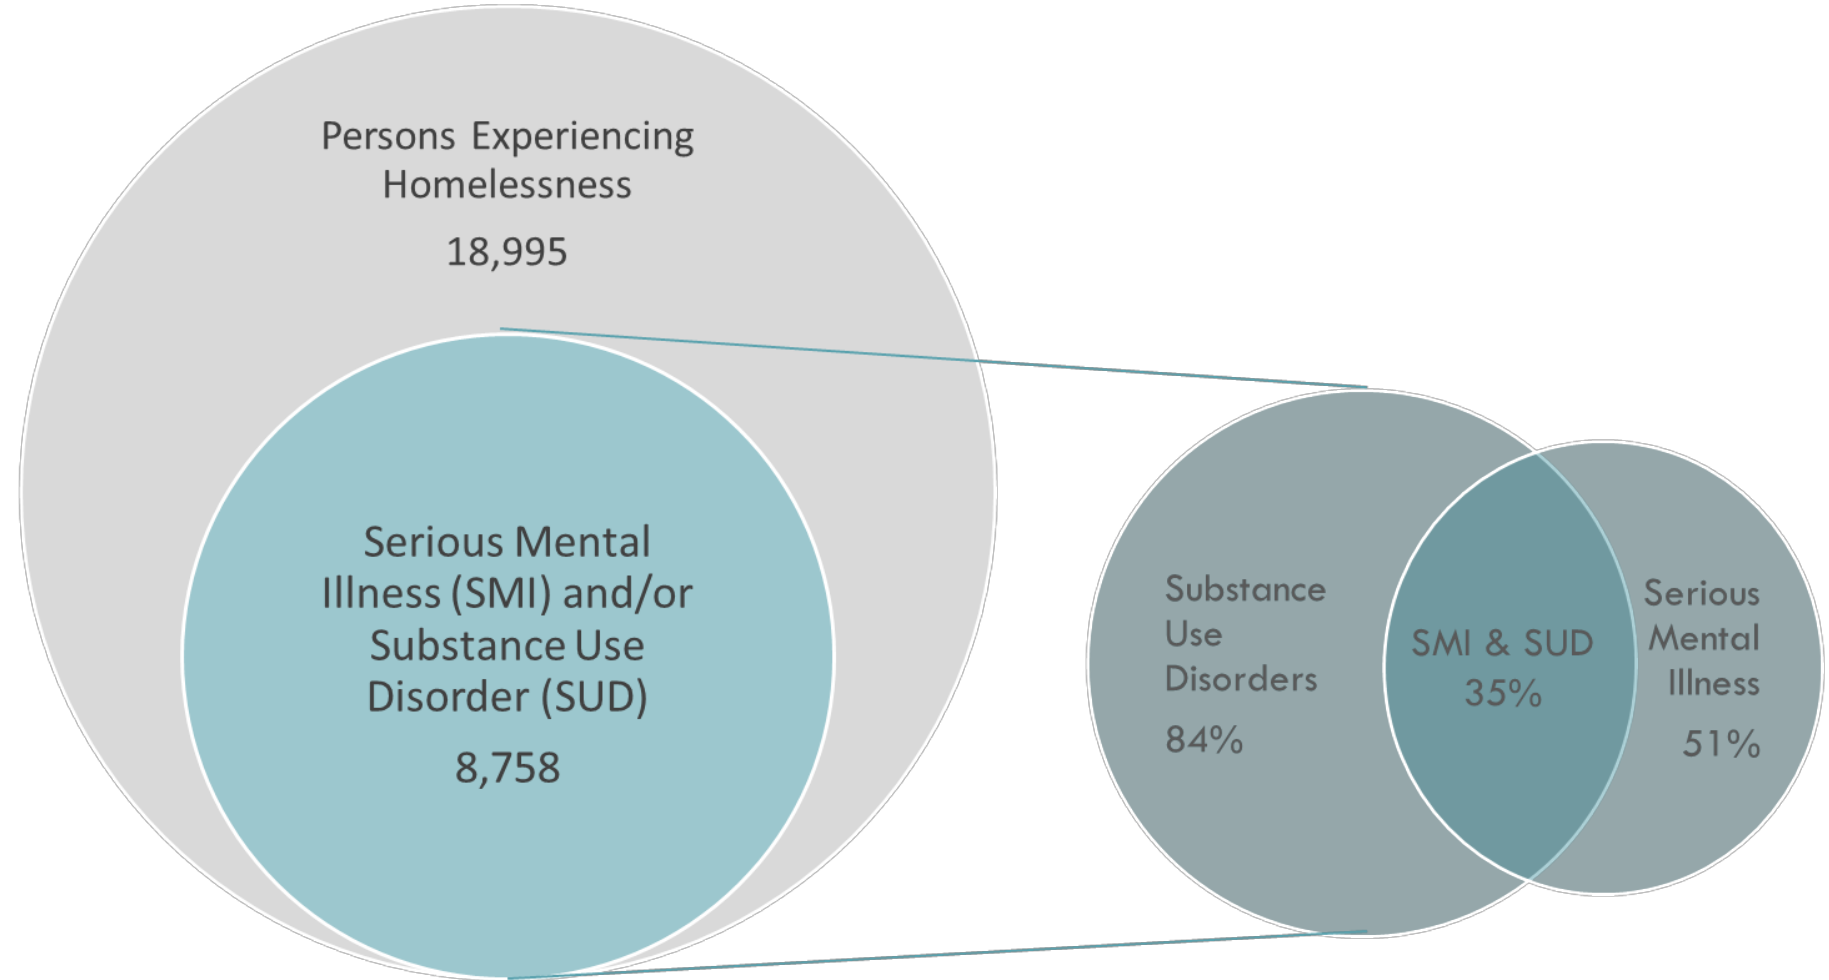 Persons Experiencing
Homelessness
18,995
Serious Mental
Illness (SMI) and/or
Substance Use
Disorder (SUD)
8,758
Substance
Use
Disorders
84%
SMI & SUD
35%
Serious
Mental
Illness
51%